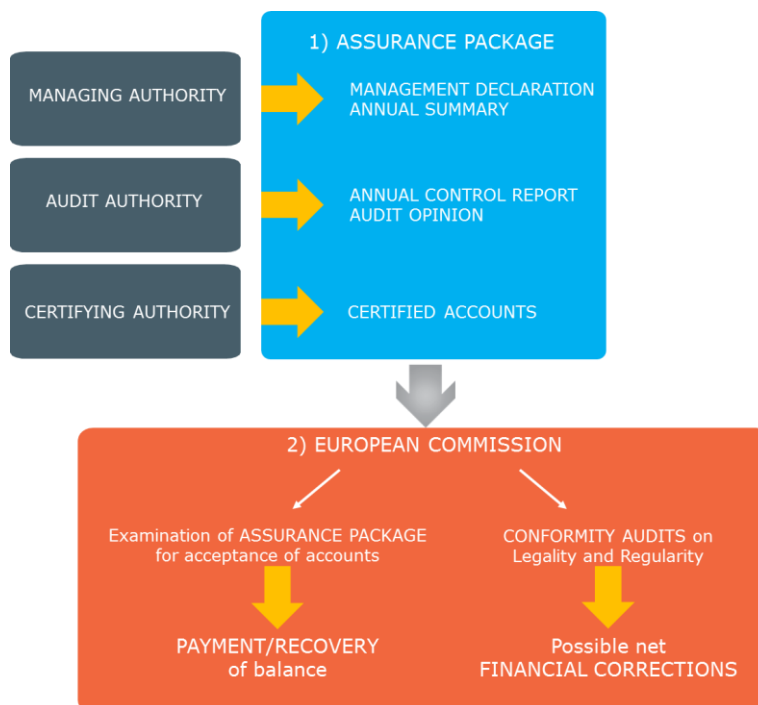 1) ASSURANCE PACKAGE
MANAGING AUTHORITY
MANAGEMENT DECLARATION
ANNUAL SUMMARY
AUDIT AUTHORITY
ANNUAL CONTROL REPORT
AUDIT OPINION
CERTIFYING AUTHORITY
CERTIFIED ACCOUNTS
2) EUROPEAN COMMISSION
Examination of ASSURANCE PACKAGE
for acceptance of accounts
CONFORMITY AUDITS on
Legality and Regularity
PAYMENT/RECOVERY
of balance
Possible net
FINANCIAL CORRECTIONS